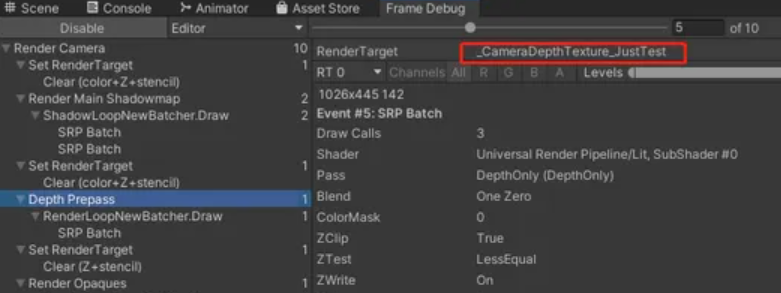 Scene Console Animator Asset Store Frame Debug
Disable Editor 5 of 10
Render Camera 10
Set RenderTarget 1
Clear (color+Z+stencil)
Render Main Shadowmap 2
ShadowLoopNewBatcher.Draw 2
SRP Batch
SRP Batch
Set RenderTarget 1
Clear (color+Z+stencil)
Depth Prepass 1
RenderLoopNewBatcher.Draw 1
SRP Batch
Set RenderTarget 1
Clear (Z+stencil)
Render Opaques 1
RenderTarget _CameraDepthTexture_JustTest
RT 0 Channels All R G B A Levels
1026x445 142
Event #5: SRP Batch
Draw Calls 3
Shader Universal Render Pipeline/Lit, SubShader #0
Pass DepthOnly (DepthOnly)
Blend One Zero
ColorMask 0
ZClip True
ZTest LessEqual
ZWrite On